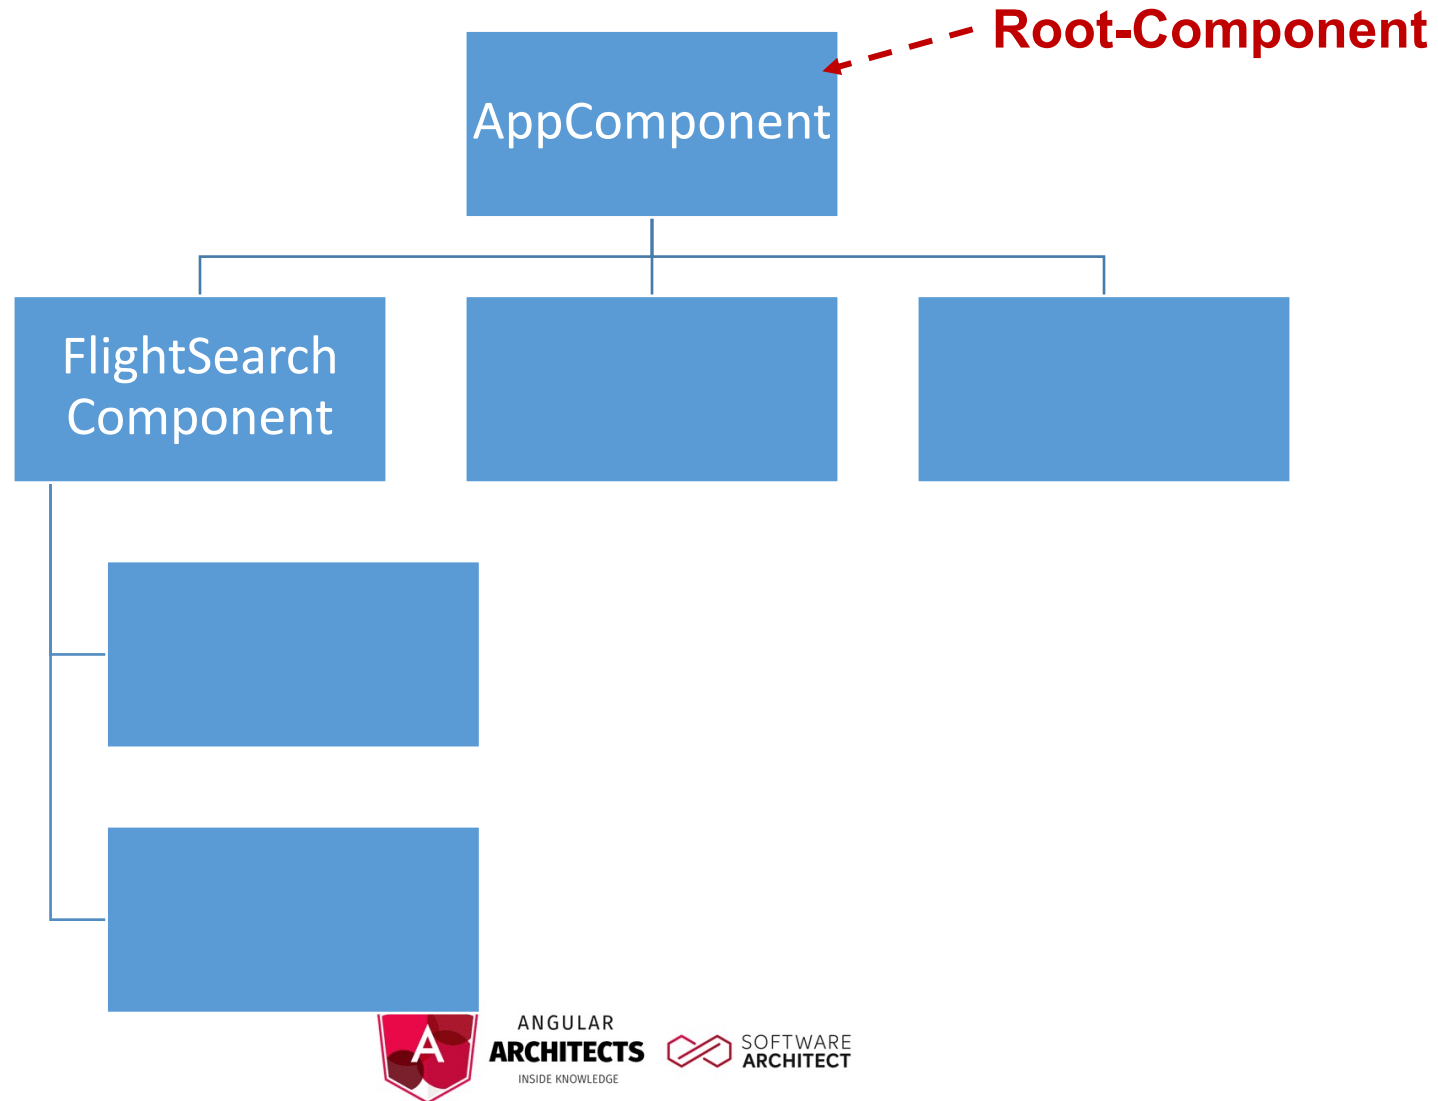 Root-Component
AppComponent
FlightSearch
Component
A
ANGULAR
ARCHITECTS
INSIDE KNOWLEDGE
SOFTWARE
ARCHITECT